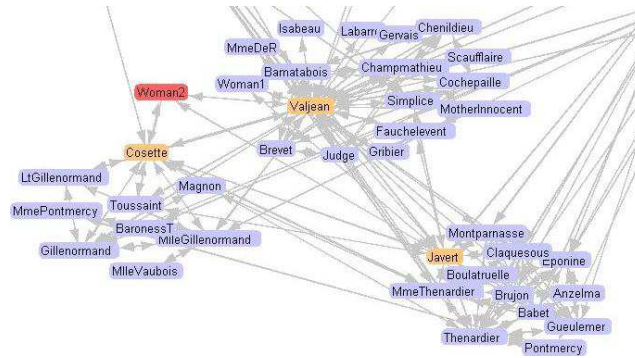 Isabeau
Labarre
Gervais
Chenildieu
MmeDeR
Scaufflaire
Bamatabois
Champmathieu
Woman1
Cochepaille
Woman2
Valjean
Simplice
MotherInnocent
Fauchelevent
Brevet
Judge
Gribier
Cosette
LtGillenormand
Magnon
MmePontmercy
Toussaint
BaronessT
MlleGillenormand
Gillenormand
MlleVaubois
Montparnasse
Javert
Claquesous
Eponine
Boulatruelle
MmeThenardier
Brujon
Anzelma
Babet
Gueulemer
Thenardier
Pontmercy